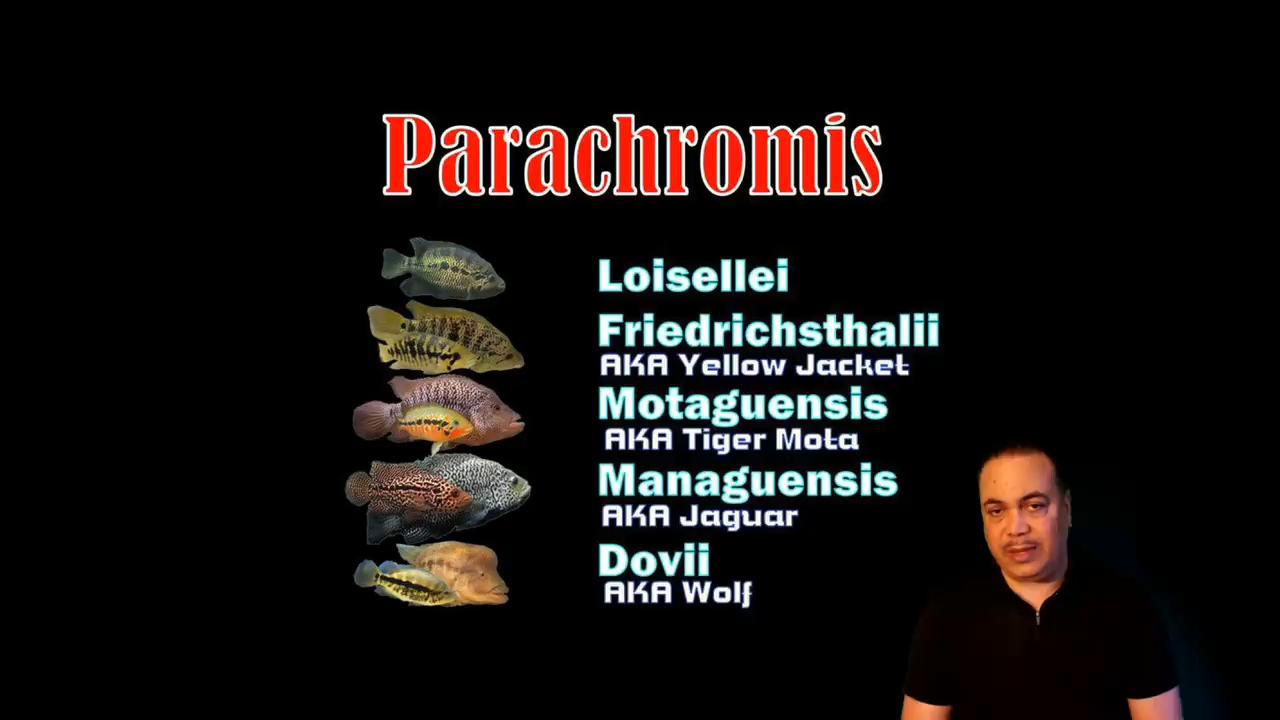 Parachromis
Loisellei
Friedrichsthalii
AKA Yellow Jacket
Motaguensis
AKA Tiger Mota
Managuensis
AKA Jaguar
Dovii
AKA Wolf